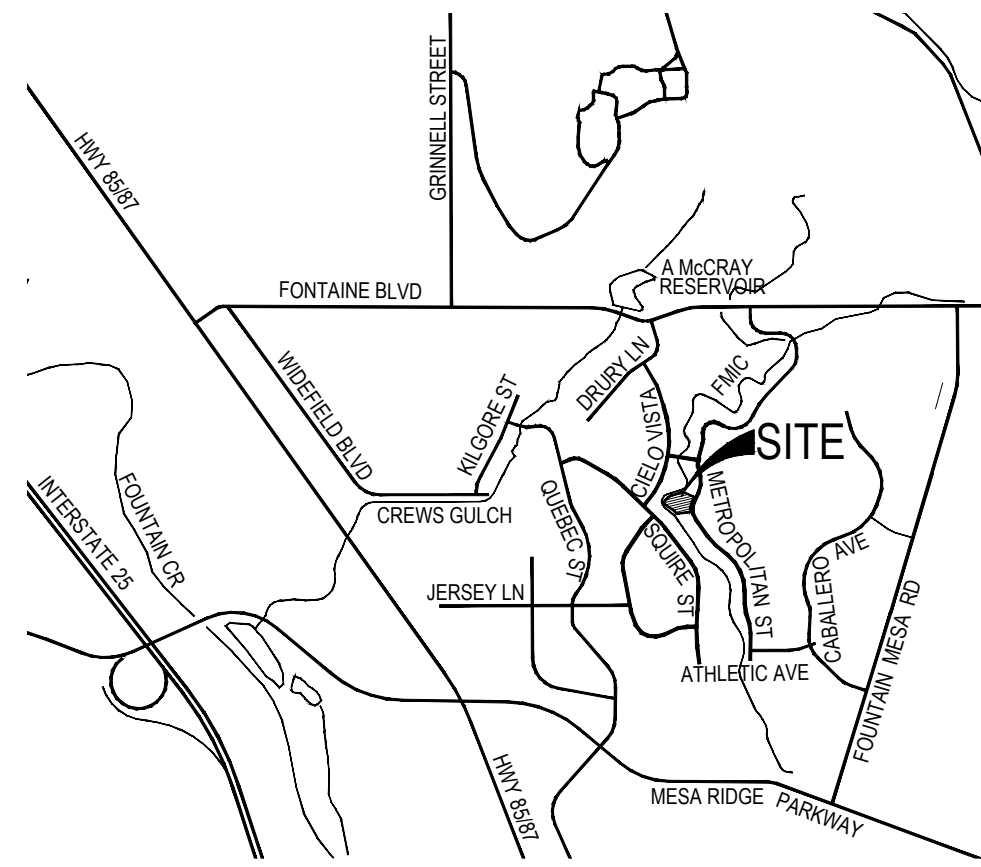 GRINNELL STREET
HWY 85/87
A McCRAY
RESERVOIR
FONTAINE BLVD
DRURY LN
FMIC
WIDEFIELD BLVD
KILGORE ST
CIELO VISTA
SITE
INTERSTATE 25
FOUNTAIN CR
CREWS GULCH
QUEBEC ST
SQUIRE ST
METROPOLITAN ST
CABALLERO AVE
JERSEY LN
FOUNTAIN MESA RD
ATHLETIC AVE
HWY 85/87
MESA RIDGE PARKWAY